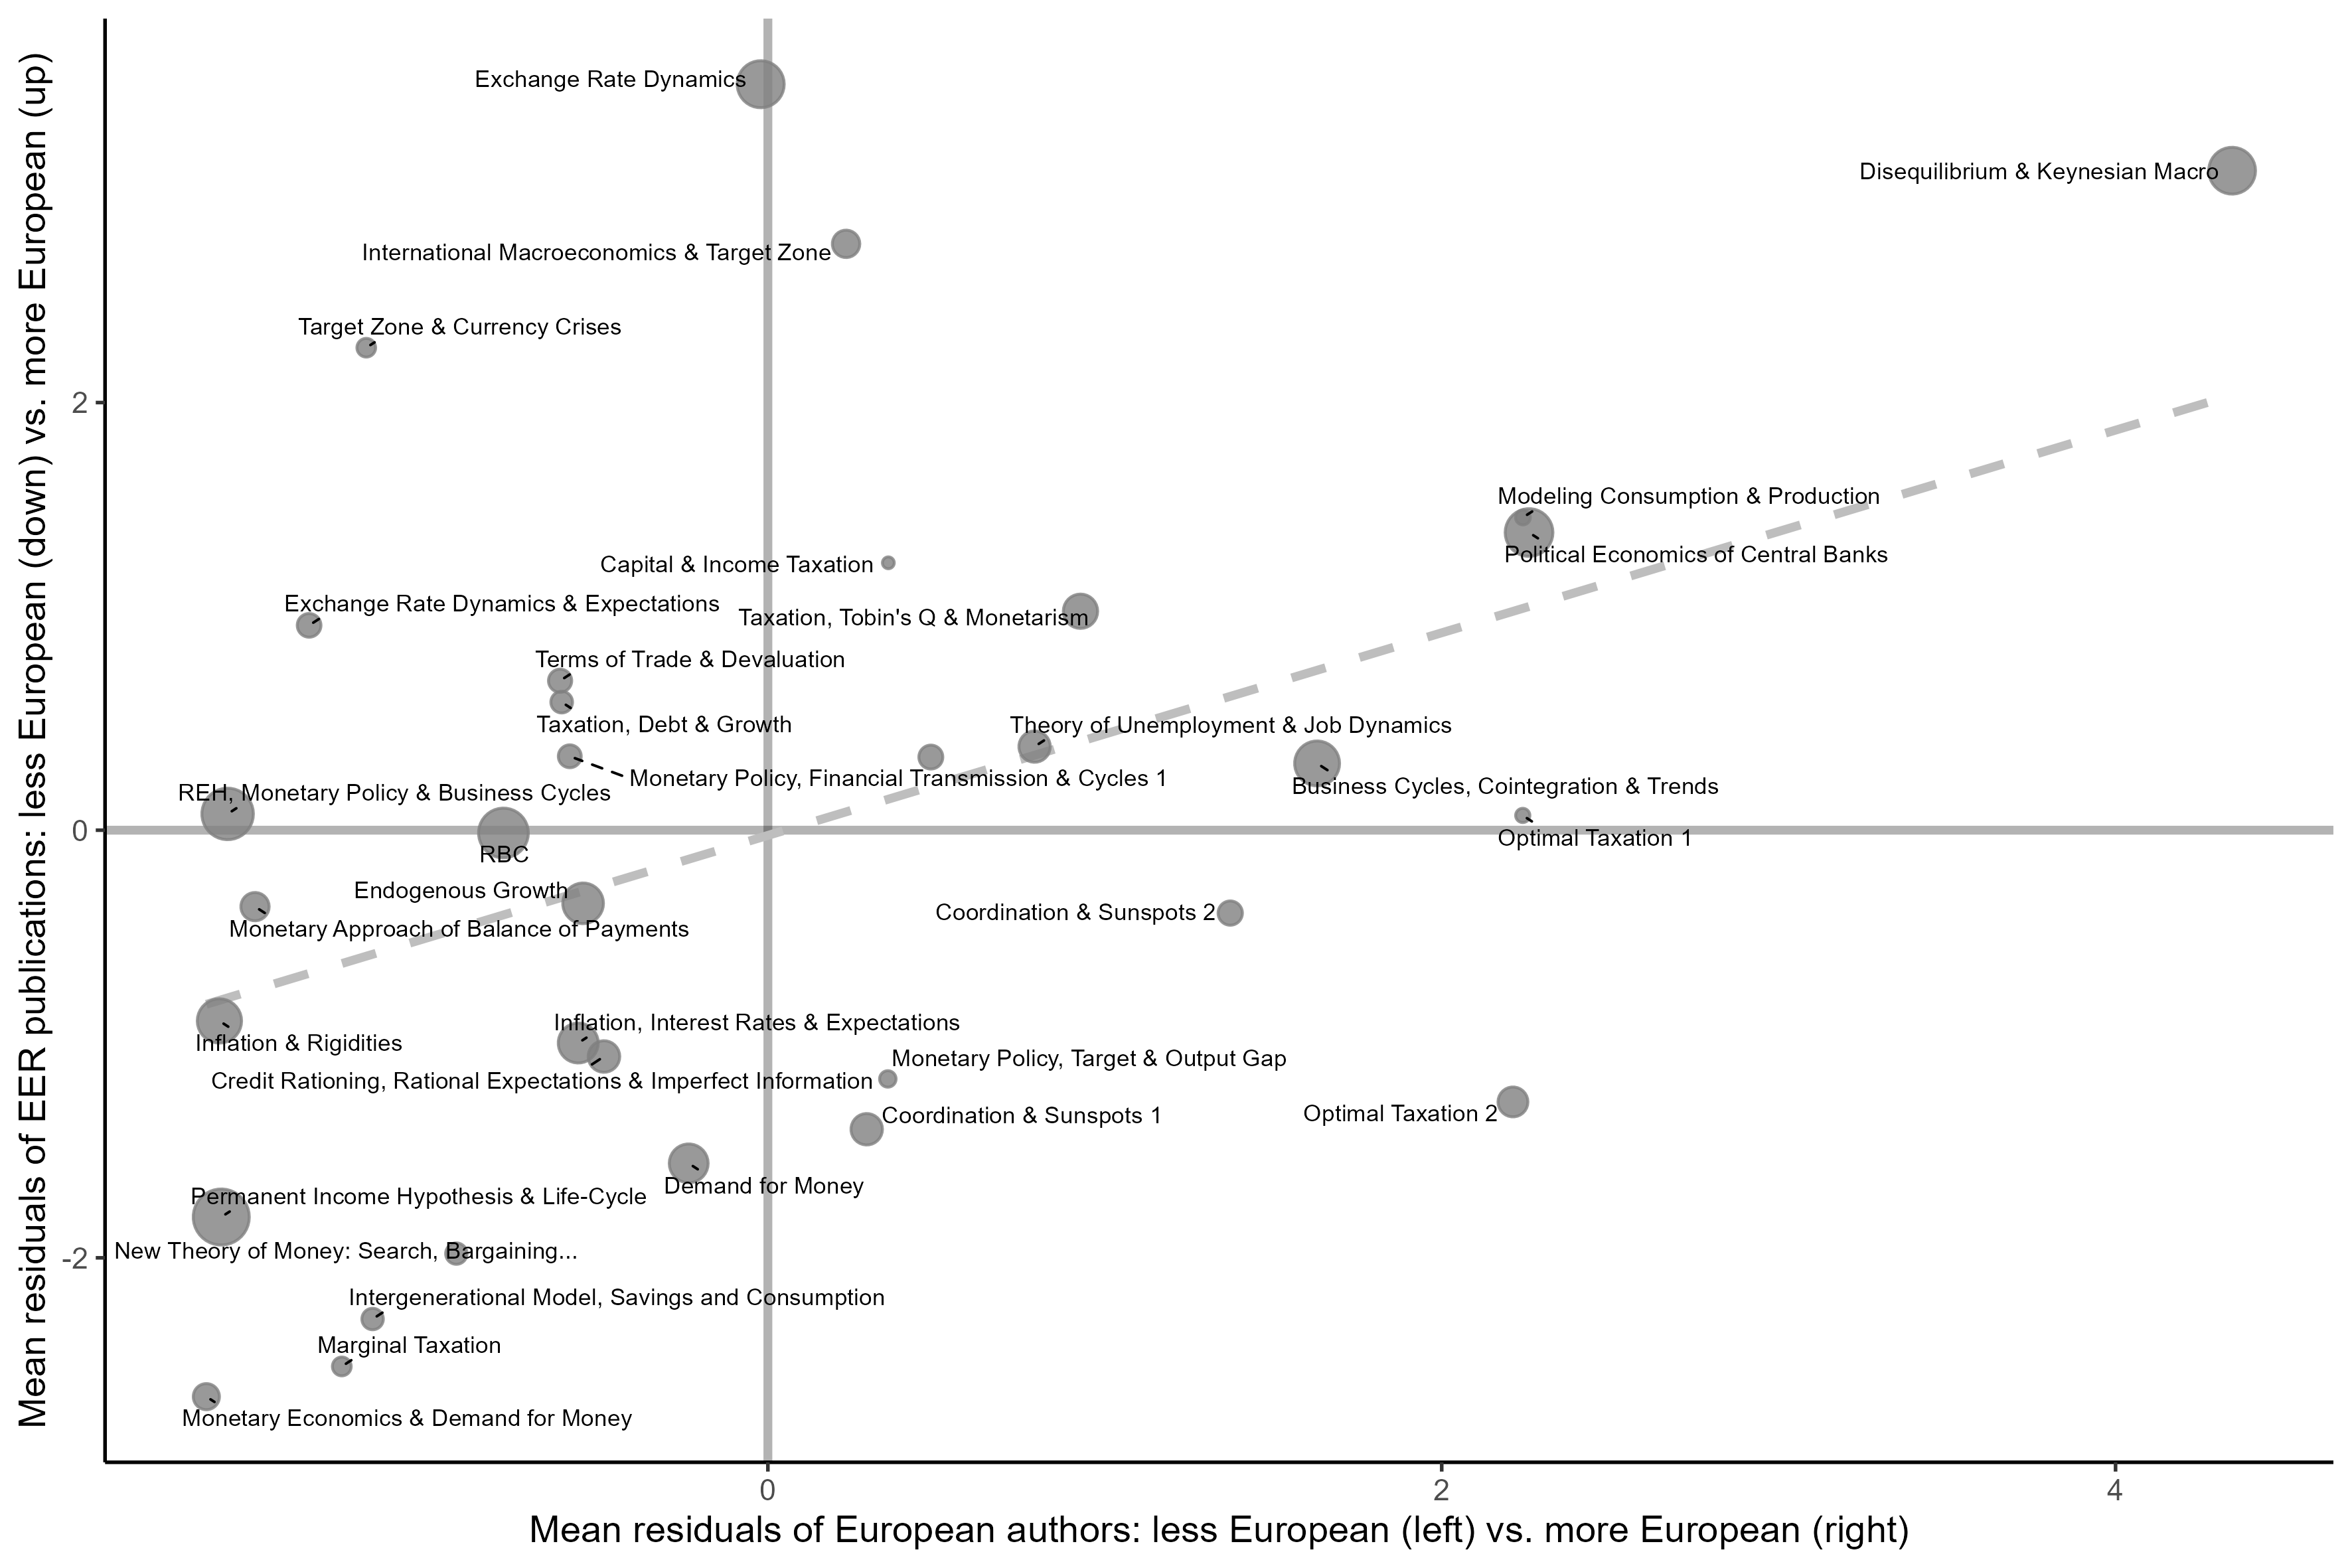 Mean residuals of EER publications: less European (down) vs. more European (up)
Exchange Rate Dynamics
Disequilibrium & Keynesian Macro
International Macroeconomics & Target Zone
Target Zone & Currency Crises
2
Modeling Consumption & Production
Political Economics of Central Banks
Capital & Income Taxation
Exchange Rate Dynamics & Expectations
Taxation, Tobin's Q & Monetarism
Terms of Trade & Devaluation
Taxation, Debt & Growth
Theory of Unemployment & Job Dynamics
Monetary Policy, Financial Transmission & Cycles 1
Business Cycles, Cointegration & Trends
REH, Monetary Policy & Business Cycles
0
Optimal Taxation 1
RBC
Endogenous Growth
Coordination & Sunspots 2
Monetary Approach of Balance of Payments
Inflation, Interest Rates & Expectations
Inflation & Rigidities
Monetary Policy, Target & Output Gap
Credit Rationing, Rational Expectations & Imperfect Information
Optimal Taxation 2
Coordination & Sunspots 1
Demand for Money
Permanent Income Hypothesis & Life-Cycle
New Theory of Money: Search, Bargaining...
-2
Intergenerational Model, Savings and Consumption
Marginal Taxation
Monetary Economics & Demand for Money
0
2
4
Mean residuals of European authors: less European (left) vs. more European (right)